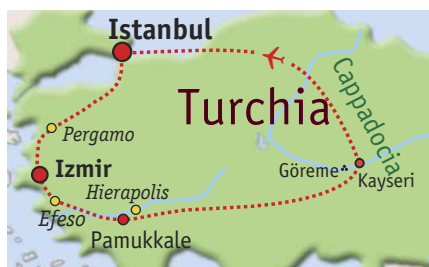 Istanbul
Turchia
Cappadocia
Pergamo
Izmir
Hierapolis
Göreme
Kayseri
Efeso
Pamukkale